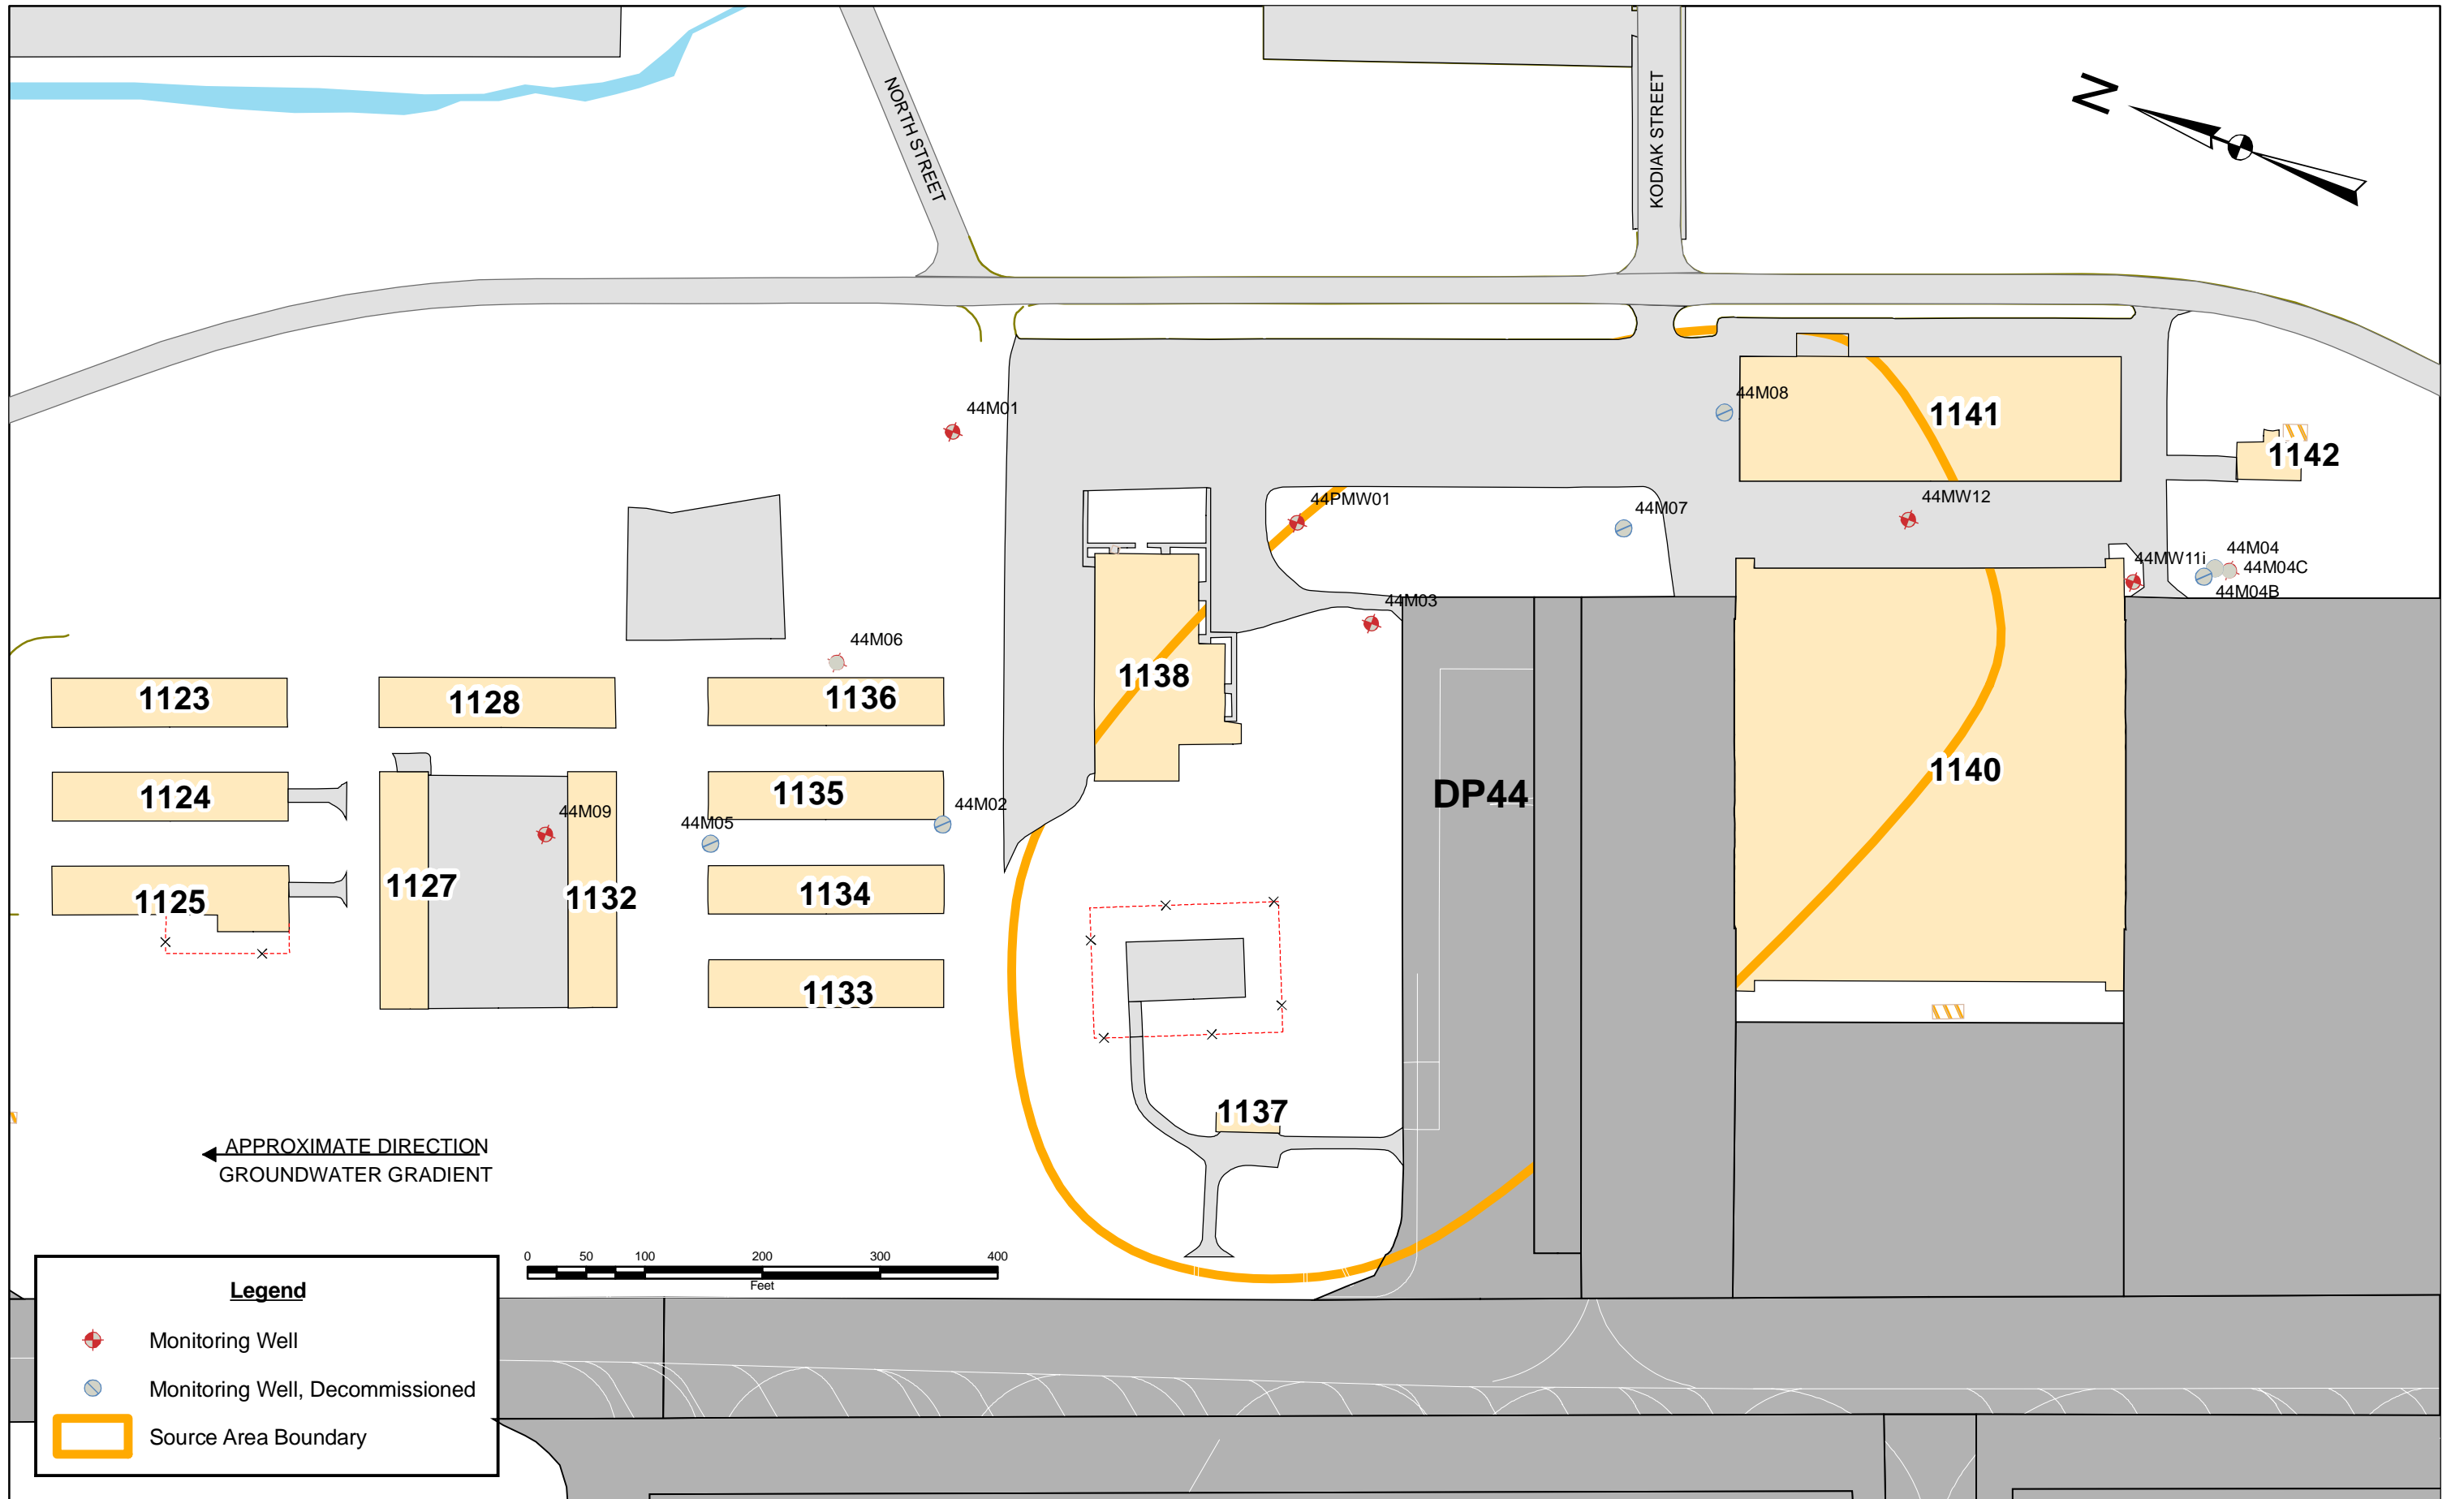 N
NORTH STREET
KODIAK STREET
44M01
44M08
1141
1142
44PMW01
44M07
44MW12
44MW11i
44M04
44M04C
44M04B
44M03
44M06
1138
1123
1128
1136
1140
DP44
1124
1135
44M02
44M09
44M05
1127
1132
1134
1125
1133
1137
APPROXIMATE DIRECTION
GROUNDWATER GRADIENT
0 50 100 200 300 400
Feet
Legend
Monitoring Well
Monitoring Well, Decommissioned
Source Area Boundary